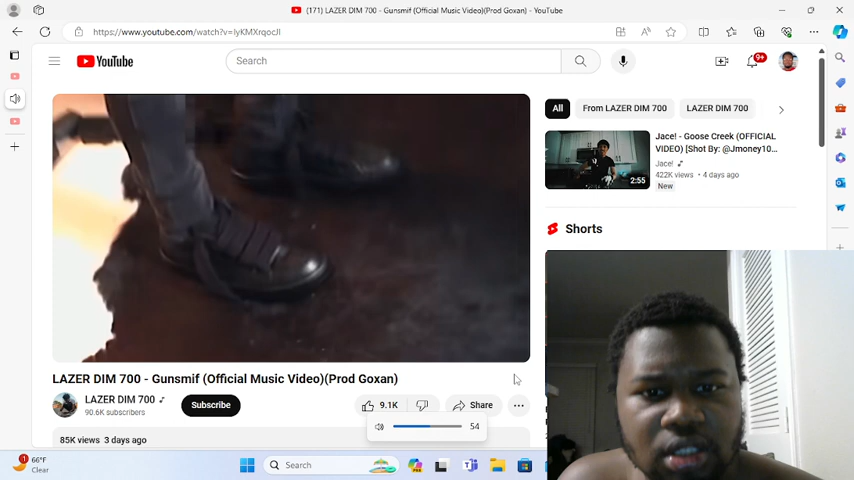 (171) LAZER DIM 700 - Gunsmif (Official Music Video)(Prod Goxan) - YouTube
https://www.youtube.com/watch?v=IyKMXrqocJI
YouTube
Search
9+
All
From LAZER DIM 700
LAZER DIM 700
Jace! - Goose Creek (OFFICIAL
VIDEO) [Shot By: @Jmoney10...
Jace!
422K views • 4 days ago
New
2:55
Shorts
LAZER DIM 700 - Gunsmif (Official Music Video)(Prod Goxan)
LAZER DIM 700
90.6K subscribers
Subscribe
9.1K
Share
54
85K views 3 days ago
1
66°F
Clear
Search